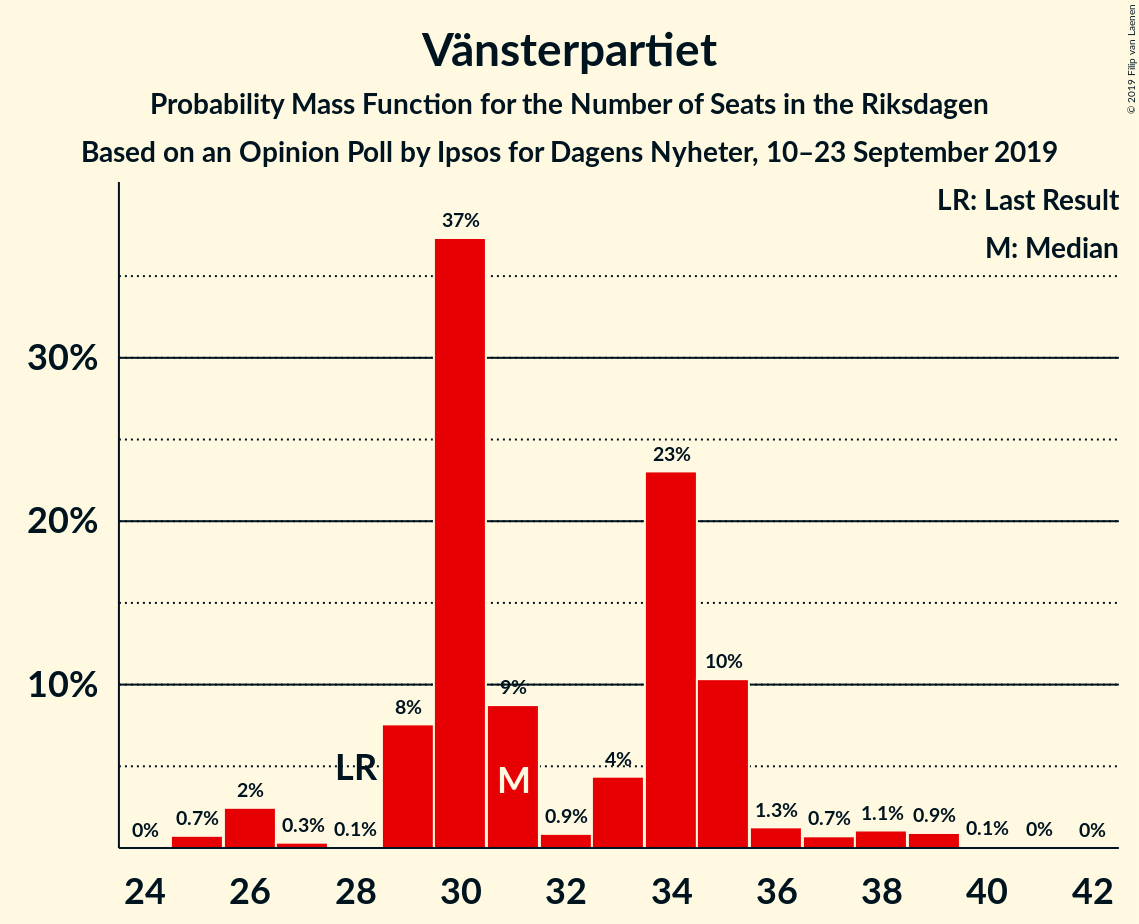 Vänsterpartiet
Probability Mass Function for the Number of Seats in the Riksdagen
Based on an Opinion Poll by Ipsos for Dagens Nyheter, 10–23 September 2019
© 2019 Filip van Laenen
LR: Last Result
M: Median
37%
30%
23%
20%
10%
10%
9%
8%
LR
M
4%
2%
0%
0.7%
0.3%
0.1%
0.9%
1.3%
0.7%
1.1%
0.9%
0.1%
0%
0%
24 26 28 30 32 34 36 38 40 42